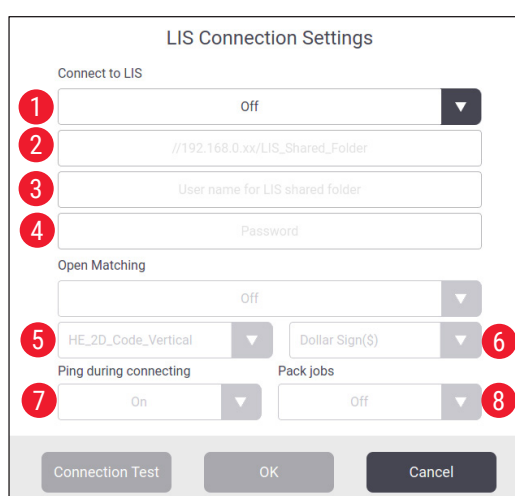 LIS Connection Settings
Connect to LIS
1 Off
2 //192.168.0.xx/LIS_Shared_Folder
3 User name for LIS shared folder
4 Password
Open Matching
Off
5 HE_2D_Code_Vertical Dollar Sign($) 6
Ping during connecting Pack jobs
7 On Off 8
Connection Test OK Cancel